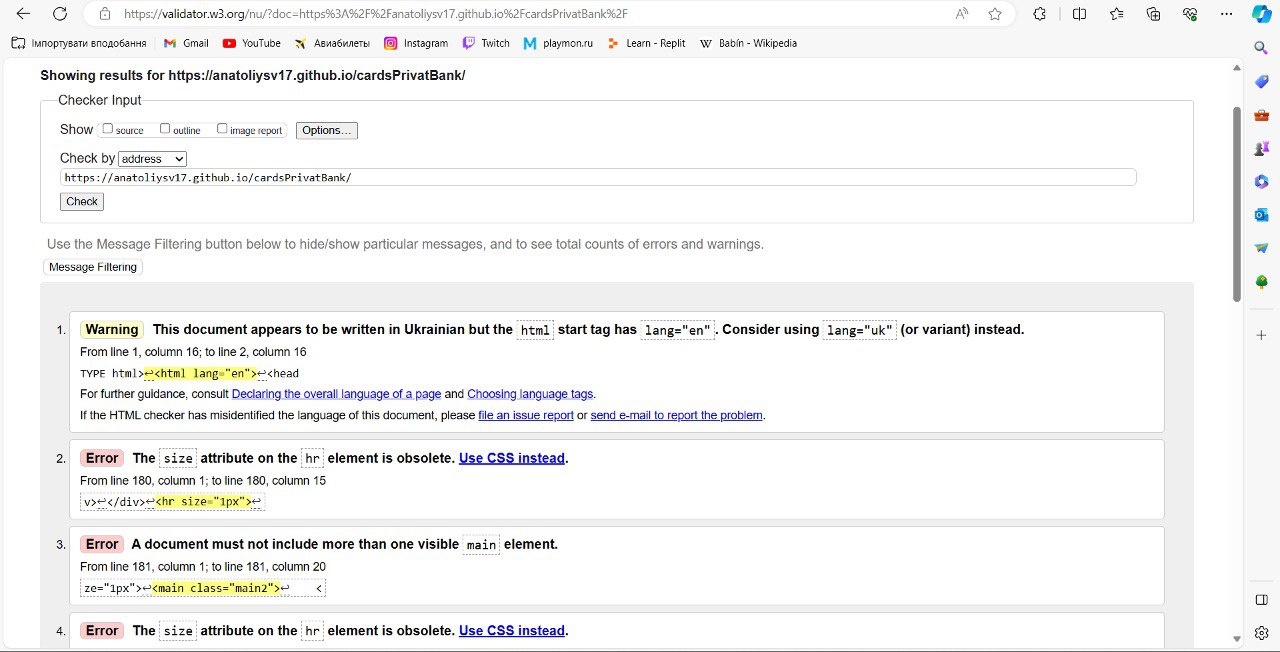 https://validator.w3.org/nu/?doc=https%3A%2F%2Fanatoliysv17.github.io%2FcardsPrivatBank%2F
Імпортувати вподобання Gmail YouTube Авиабилеты Instagram Twitch playmon.ru Learn - Replit Babín - Wikipedia
Showing results for https://anatoliysv17.github.io/cardsPrivatBank/
Checker Input
Show source outline image report Options...
Check by address
https://anatoliysv17.github.io/cardsPrivatBank/
Check
Use the Message Filtering button below to hide/show particular messages, and to see total counts of errors and warnings.
Message Filtering
1. Warning This document appears to be written in Ukrainian but the html start tag has lang="en". Consider using lang="uk" (or variant) instead.
From line 1, column 16; to line 2, column 16
TYPE html>↩<html lang="en">↩<head
For further guidance, consult Declaring the overall language of a page and Choosing language tags.
If the HTML checker has misidentified the language of this document, please file an issue report or send e-mail to report the problem.
2. Error The size attribute on the hr element is obsolete. Use CSS instead.
From line 180, column 1; to line 180, column 15
v>↩</div>↩<hr size="1px">↩
3. Error A document must not include more than one visible main element.
From line 181, column 1; to line 181, column 20
ze="1px">↩<main class="main2">↩ <
4. Error The size attribute on the hr element is obsolete. Use CSS instead.